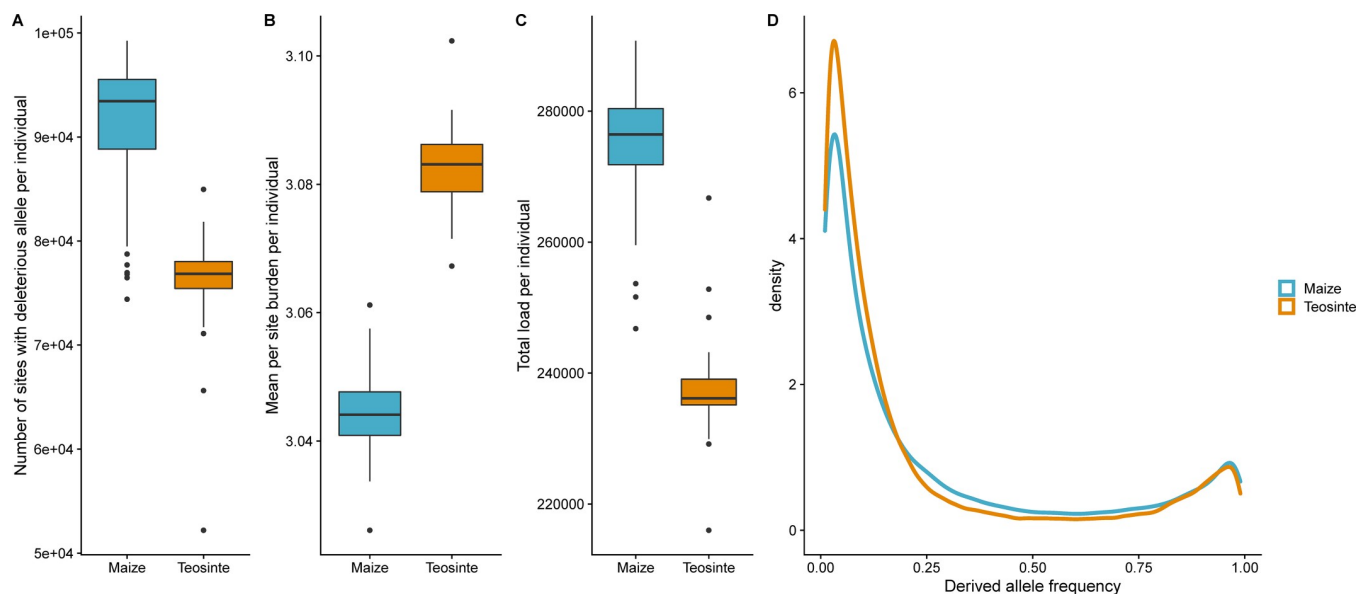 A
Number of sites with deleterious allele per individual
1e+05
9e+04
8e+04
7e+04
6e+04
5e+04
Maize
Teosinte
B
Mean per site burden per individual
3.10
3.08
3.06
3.04
Maize
Teosinte
C
Total load per individual
280000
260000
240000
220000
Maize
Teosinte
D
density
6
4
2
0
0.00
0.25
0.50
0.75
1.00
Derived allele frequency
Maize
Teosinte